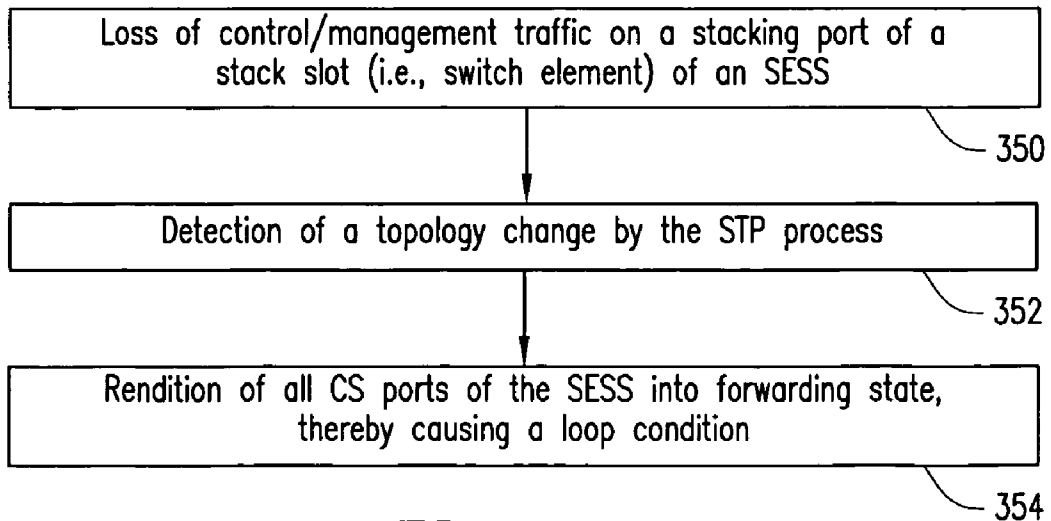 Loss of control/management traffic on a stacking port of a
stack slot (i.e., switch element) of an SESS
350
Detection of a topology change by the STP process
352
Rendition of all CS ports of the SESS into forwarding state,
thereby causing a loop condition
354